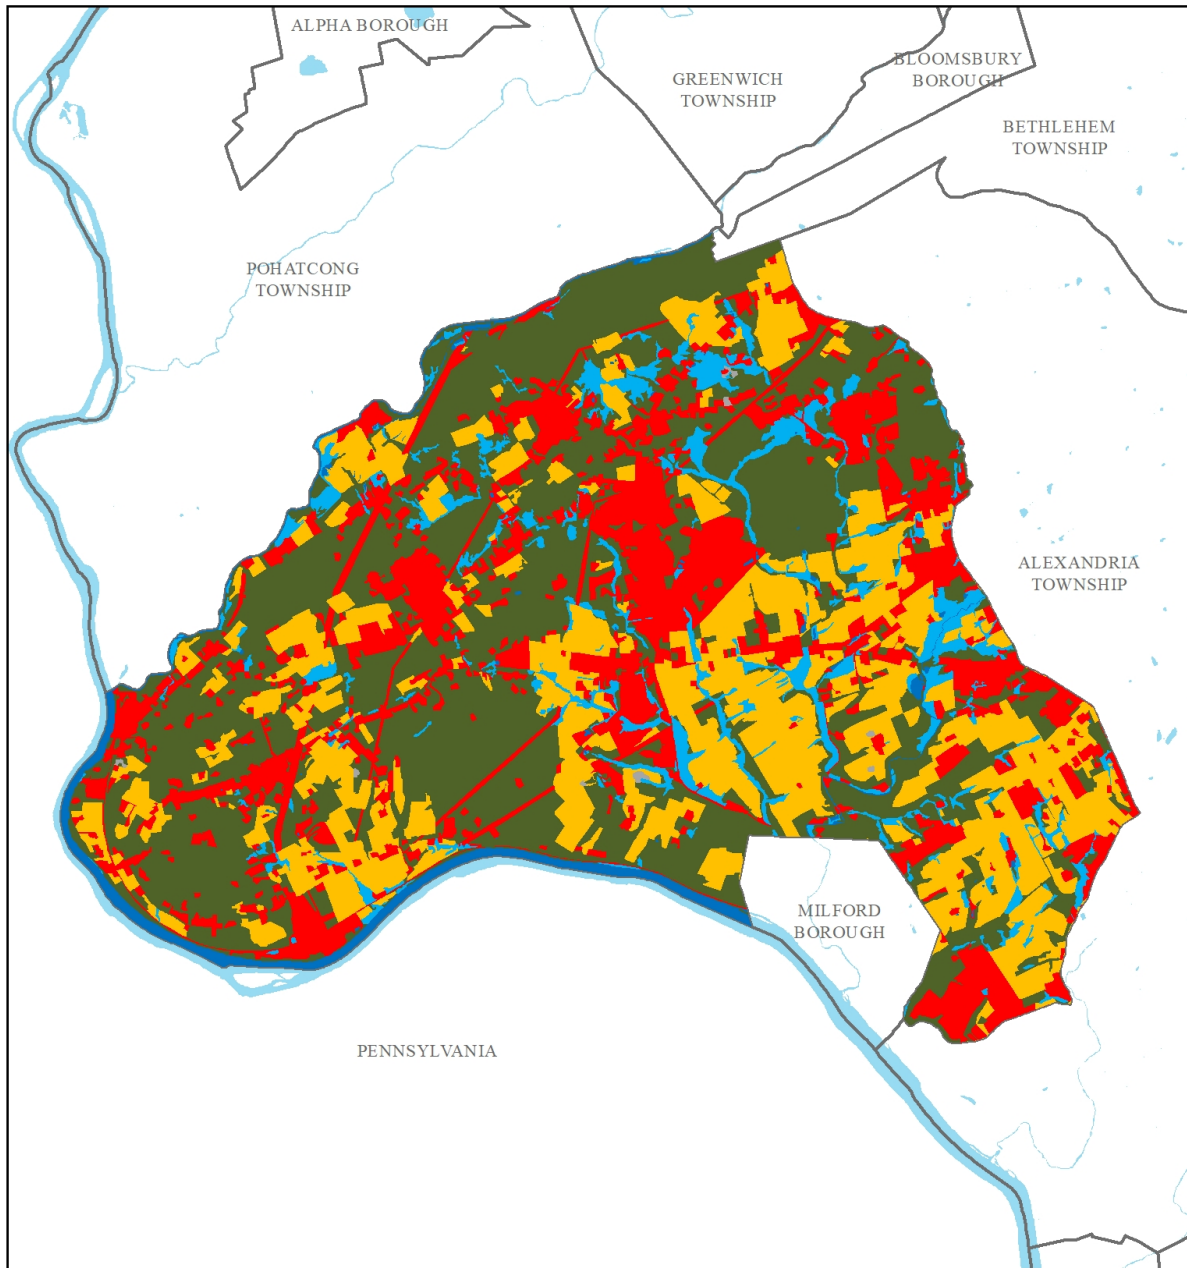 ALPHA BOROUGH
GREENWICH
TOWNSHIP
BLOOMSBURY
BOROUGH
BETHLEHEM
TOWNSHIP
POHATCONG
TOWNSHIP
ALEXANDRIA
TOWNSHIP
MILFORD
BOROUGH
PENNSYLVANIA